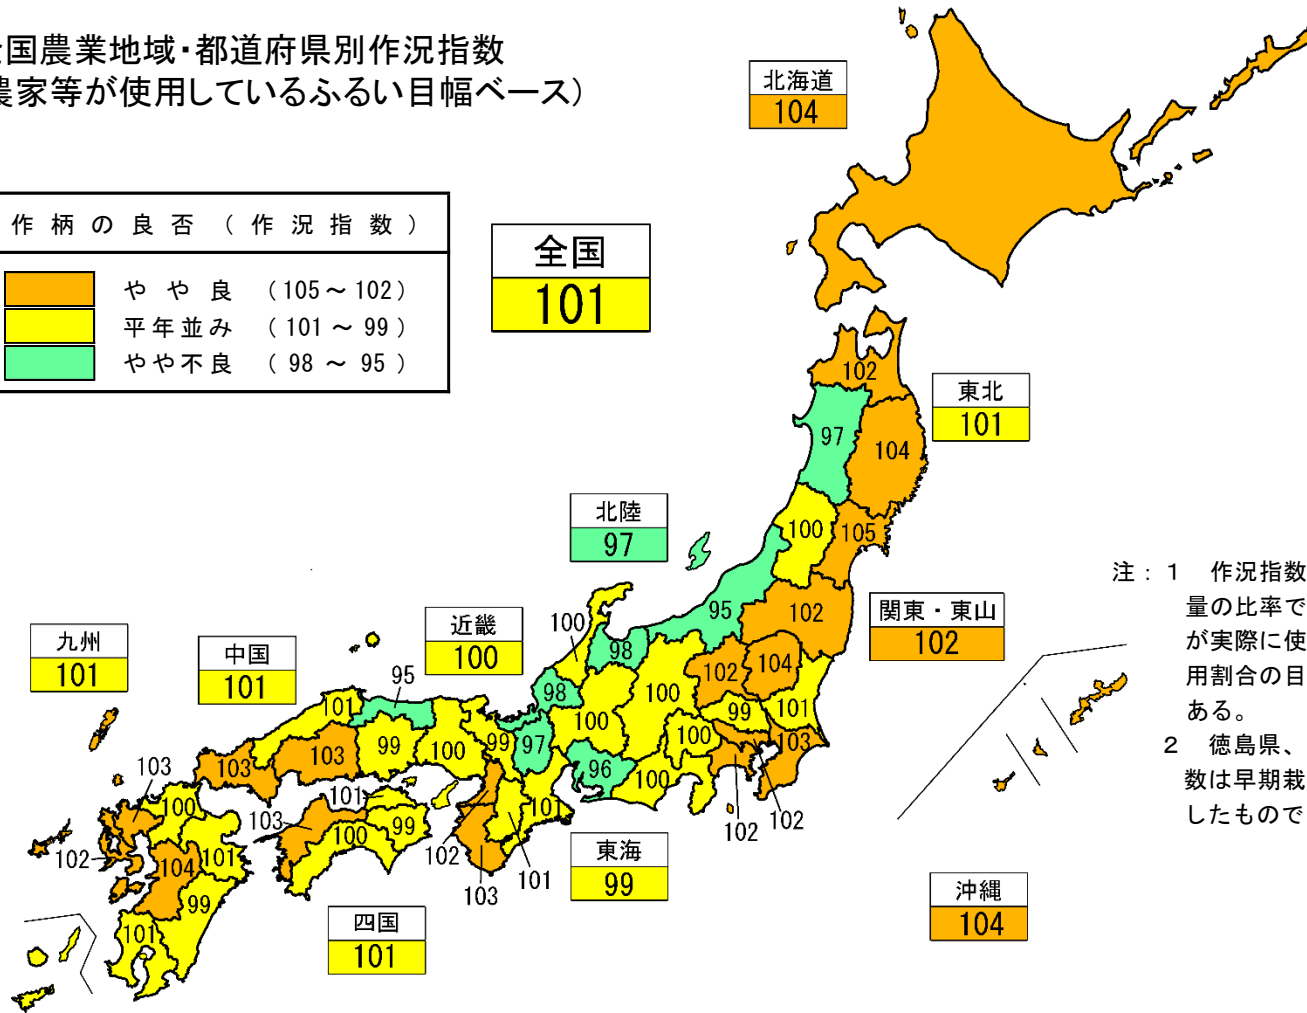 国農業地域・都道府県別作況指数
農家等が使用しているふるい目幅ベース）
作柄の良否（作況指数）
やや良（105～102）
平年並み（101～99）
やや不良（98～95）
全国
101
北海道
104
東北
101
北陸
97
関東・東山
102
近畿
100
中国
101
九州
101
東海
99
四国
101
沖縄
104
102
97
104
100
105
95
102
100
98
102
104
98
100
99
101
95
101
100
100
103
97
99
103
99
100
103
96
100
102
102
103
100
101
101
103
100
99
102
101
103
102
104
101
99
101
注：1　作況指数
量の比率で
が実際に使
用割合の目
ある。
2　徳島県、
数は早期栽
したもので